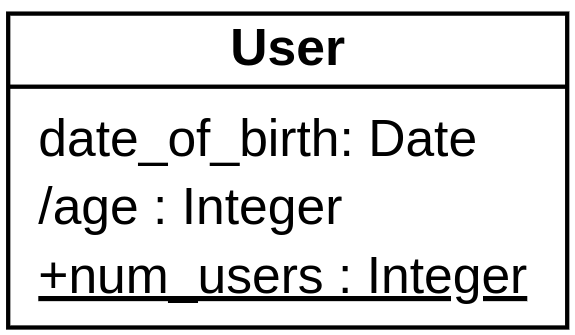 User
date_of_birth: Date
/age : Integer
+num_users : Integer